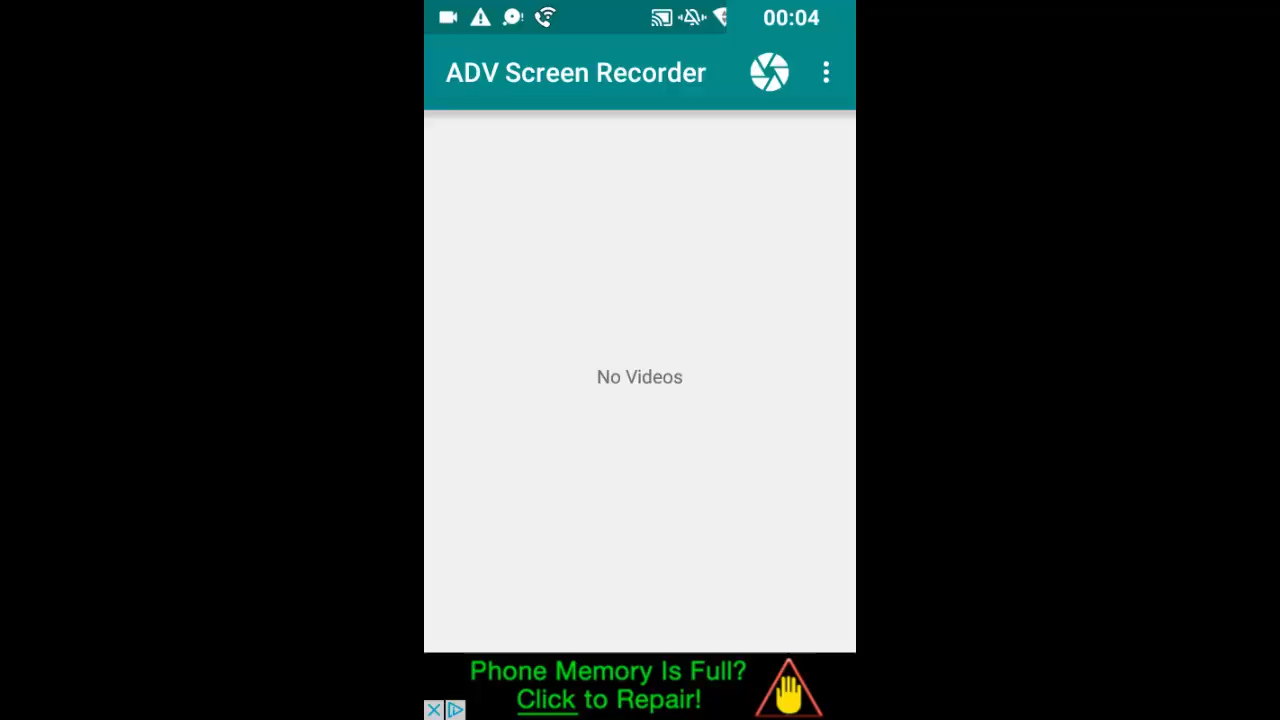 00:04
ADV Screen Recorder
No Videos
Phone Memory Is Full?
Click to Repair!